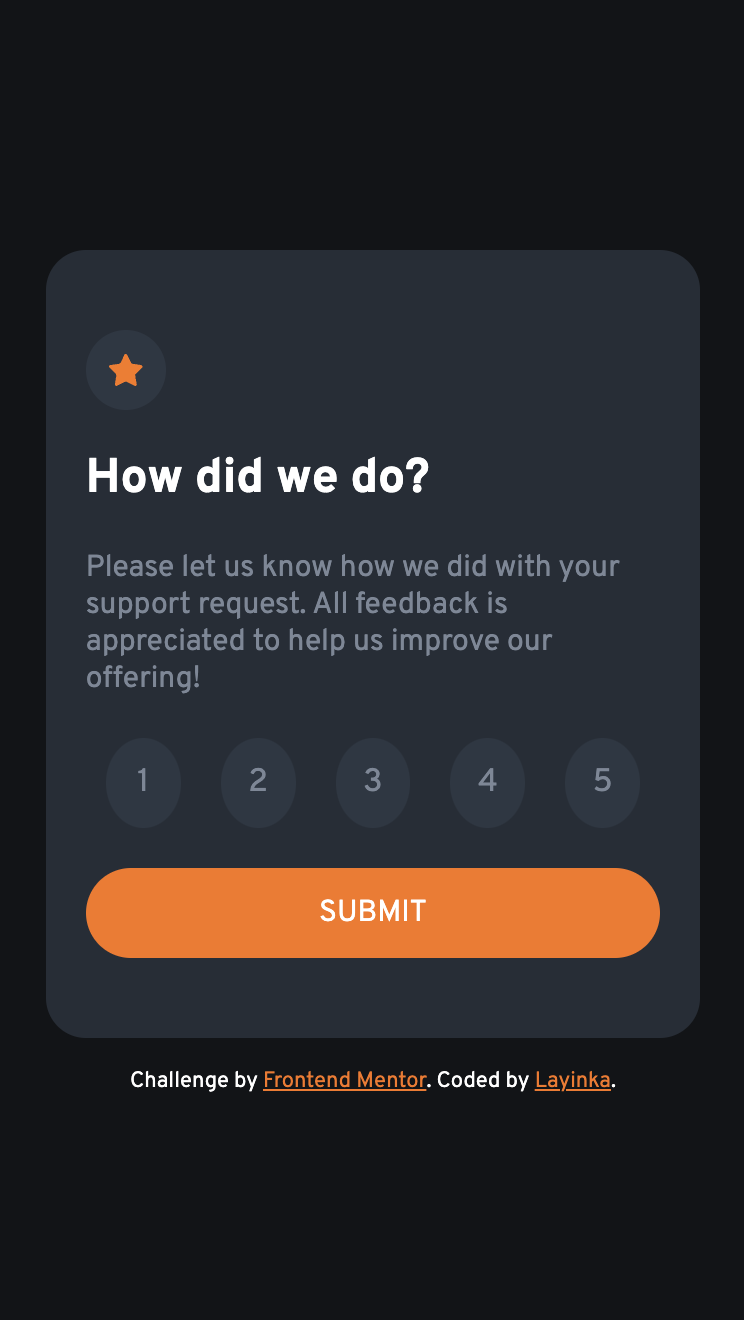 How did we do?
Please let us know how we did with your
support request. All feedback is
appreciated to help us improve our
offering!
1 2 3 4 5
SUBMIT
Challenge by Frontend Mentor. Coded by Layinka.